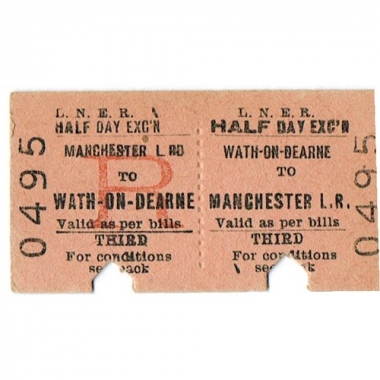 0495
L. N. E. R.
HALF DAY EXC'N
MANCHESTER L. RD
TO
WATH-ON-DEARNE
Valid as per bills
THIRD
For conditions
see back
R
L. N. E. R.
HALF DAY EXC'N
WATH-ON-DEARNE
TO
MANCHESTER L.R.
Valid as per bills
THIRD
For conditions
see back
0495